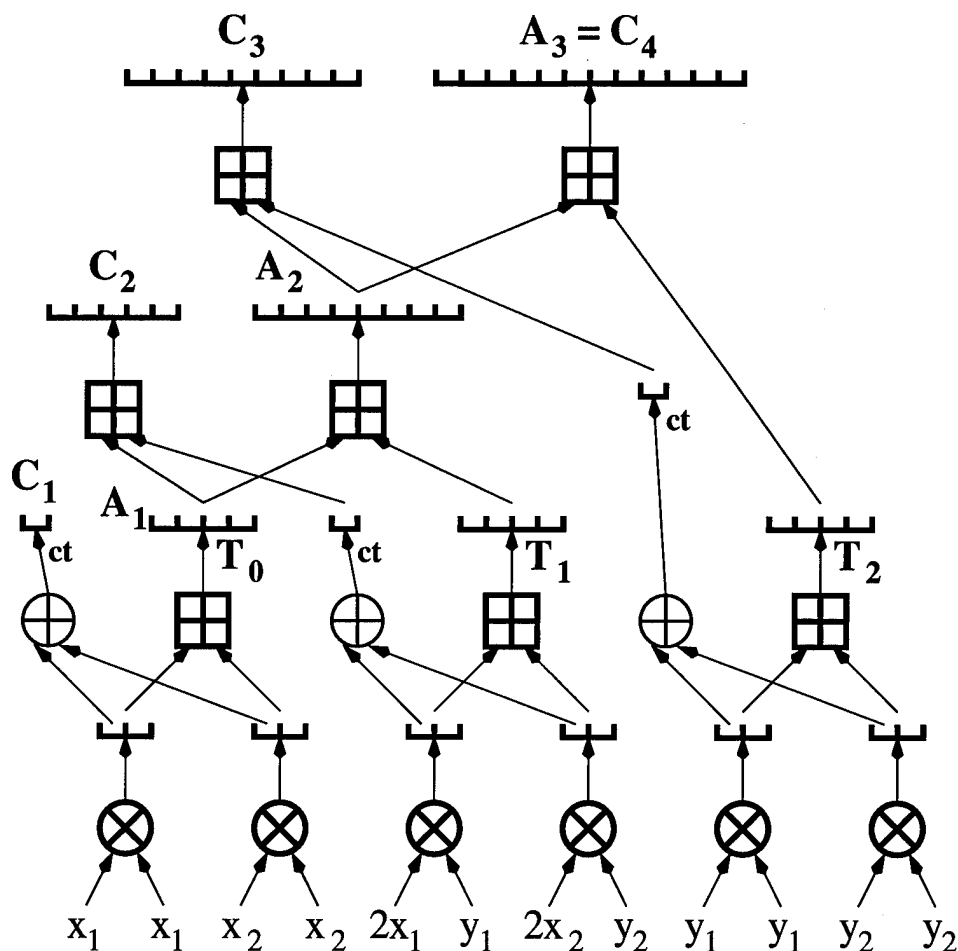 C₃ A₃ = C₄
C₂ A₂
ct
C₁ A₁
ct T₀ ct T₁ T₂
x₁ x₁ x₂ x₂ 2x₁ y₁ 2x₂ y₂ y₁ y₁ y₂ y₂